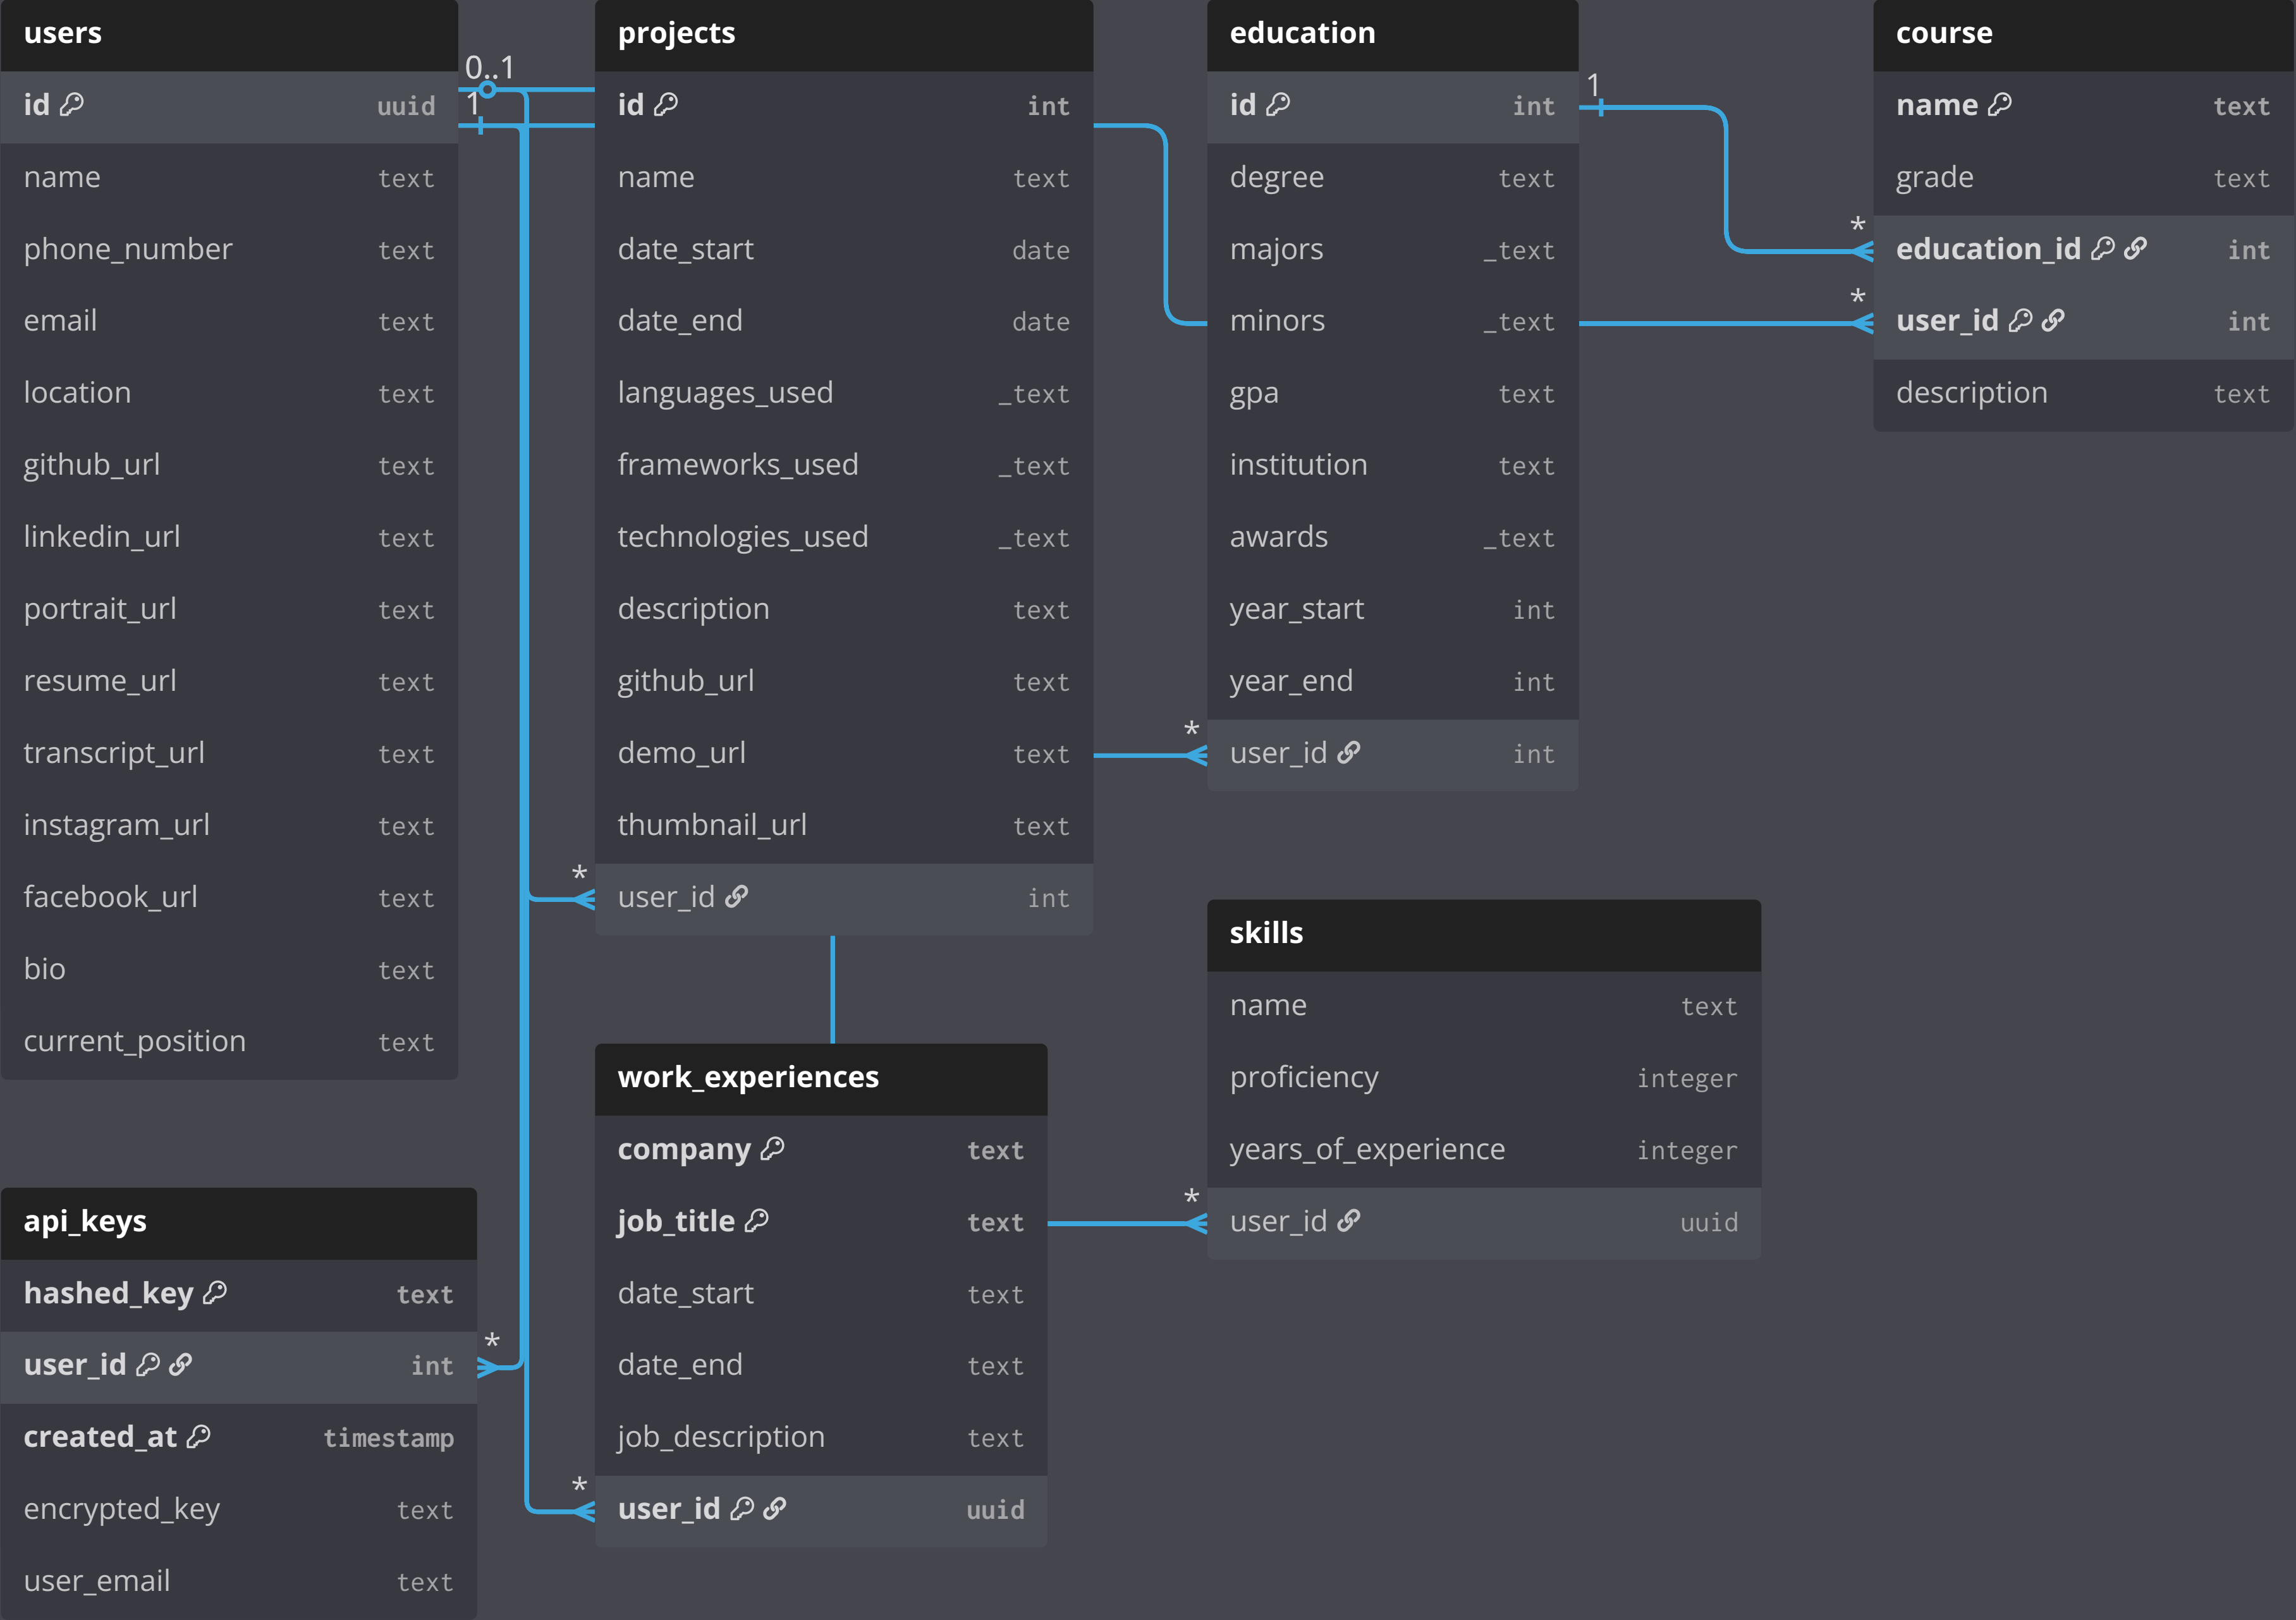 users
0..1
1
id uuid
name text
phone_number text
email text
location text
github_url text
linkedin_url text
portrait_url text
resume_url text
transcript_url text
instagram_url text
facebook_url text
bio text
current_position text
api_keys
hashed_key text
*
user_id int
created_at timestamp
encrypted_key text
user_email text
projects
id int
name text
date_start date
date_end date
languages_used _text
frameworks_used _text
technologies_used _text
description text
github_url text
demo_url text
thumbnail_url text
*
user_id int
work_experiences
company text
job_title text
date_start text
date_end text
job_description text
*
user_id uuid
education
1
id int
degree text
majors _text
minors _text
gpa text
institution text
awards _text
year_start int
year_end int
*
user_id int
skills
name text
proficiency integer
years_of_experience integer
*
user_id uuid
course
name text
grade text
*
education_id int
*
user_id int
description text